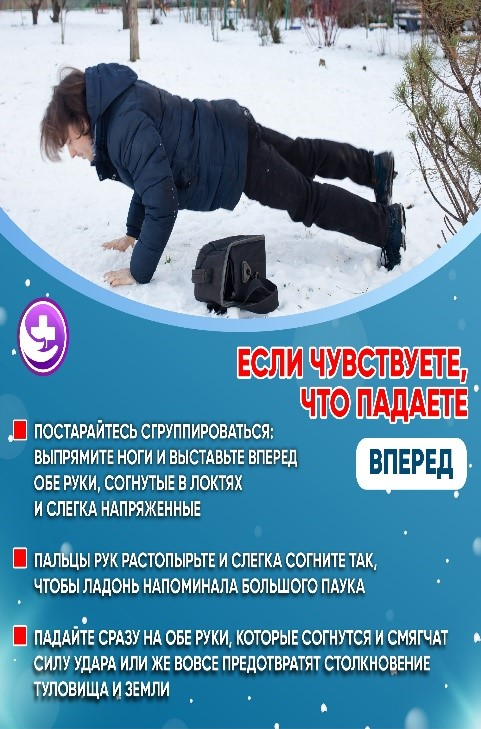 ЕСЛИ ЧУВСТВУЕТЕ,
ЧТО ПАДАЕТЕ
ВПЕРЕД
ПОСТАРАЙТЕСЬ СГРУППИРОВАТЬСЯ:
ВЫПРЯМИТЕ НОГИ И ВЫСТАВЬТЕ ВПЕРЕД
ОБЕ РУКИ, СОГНУТЫЕ В ЛОКТЯХ
И СЛЕГКА НАПРЯЖЕННЫЕ
ПАЛЬЦЫ РУК РАСТОПЫРЬТЕ И СЛЕГКА СОГНИТЕ ТАК,
ЧТОБЫ ЛАДОНЬ НАПОМИНАЛА БОЛЬШОГО ПАУКА
ПАДАЙТЕ СРАЗУ НА ОБЕ РУКИ, КОТОРЫЕ СОГНУТСЯ И СМЯГЧАТ
СИЛУ УДАРА ИЛИ ЖЕ ВОВСЕ ПРЕДОТВРАТЯТ СТОЛКНОВЕНИЕ
ТУЛОВИЩА И ЗЕМЛИ